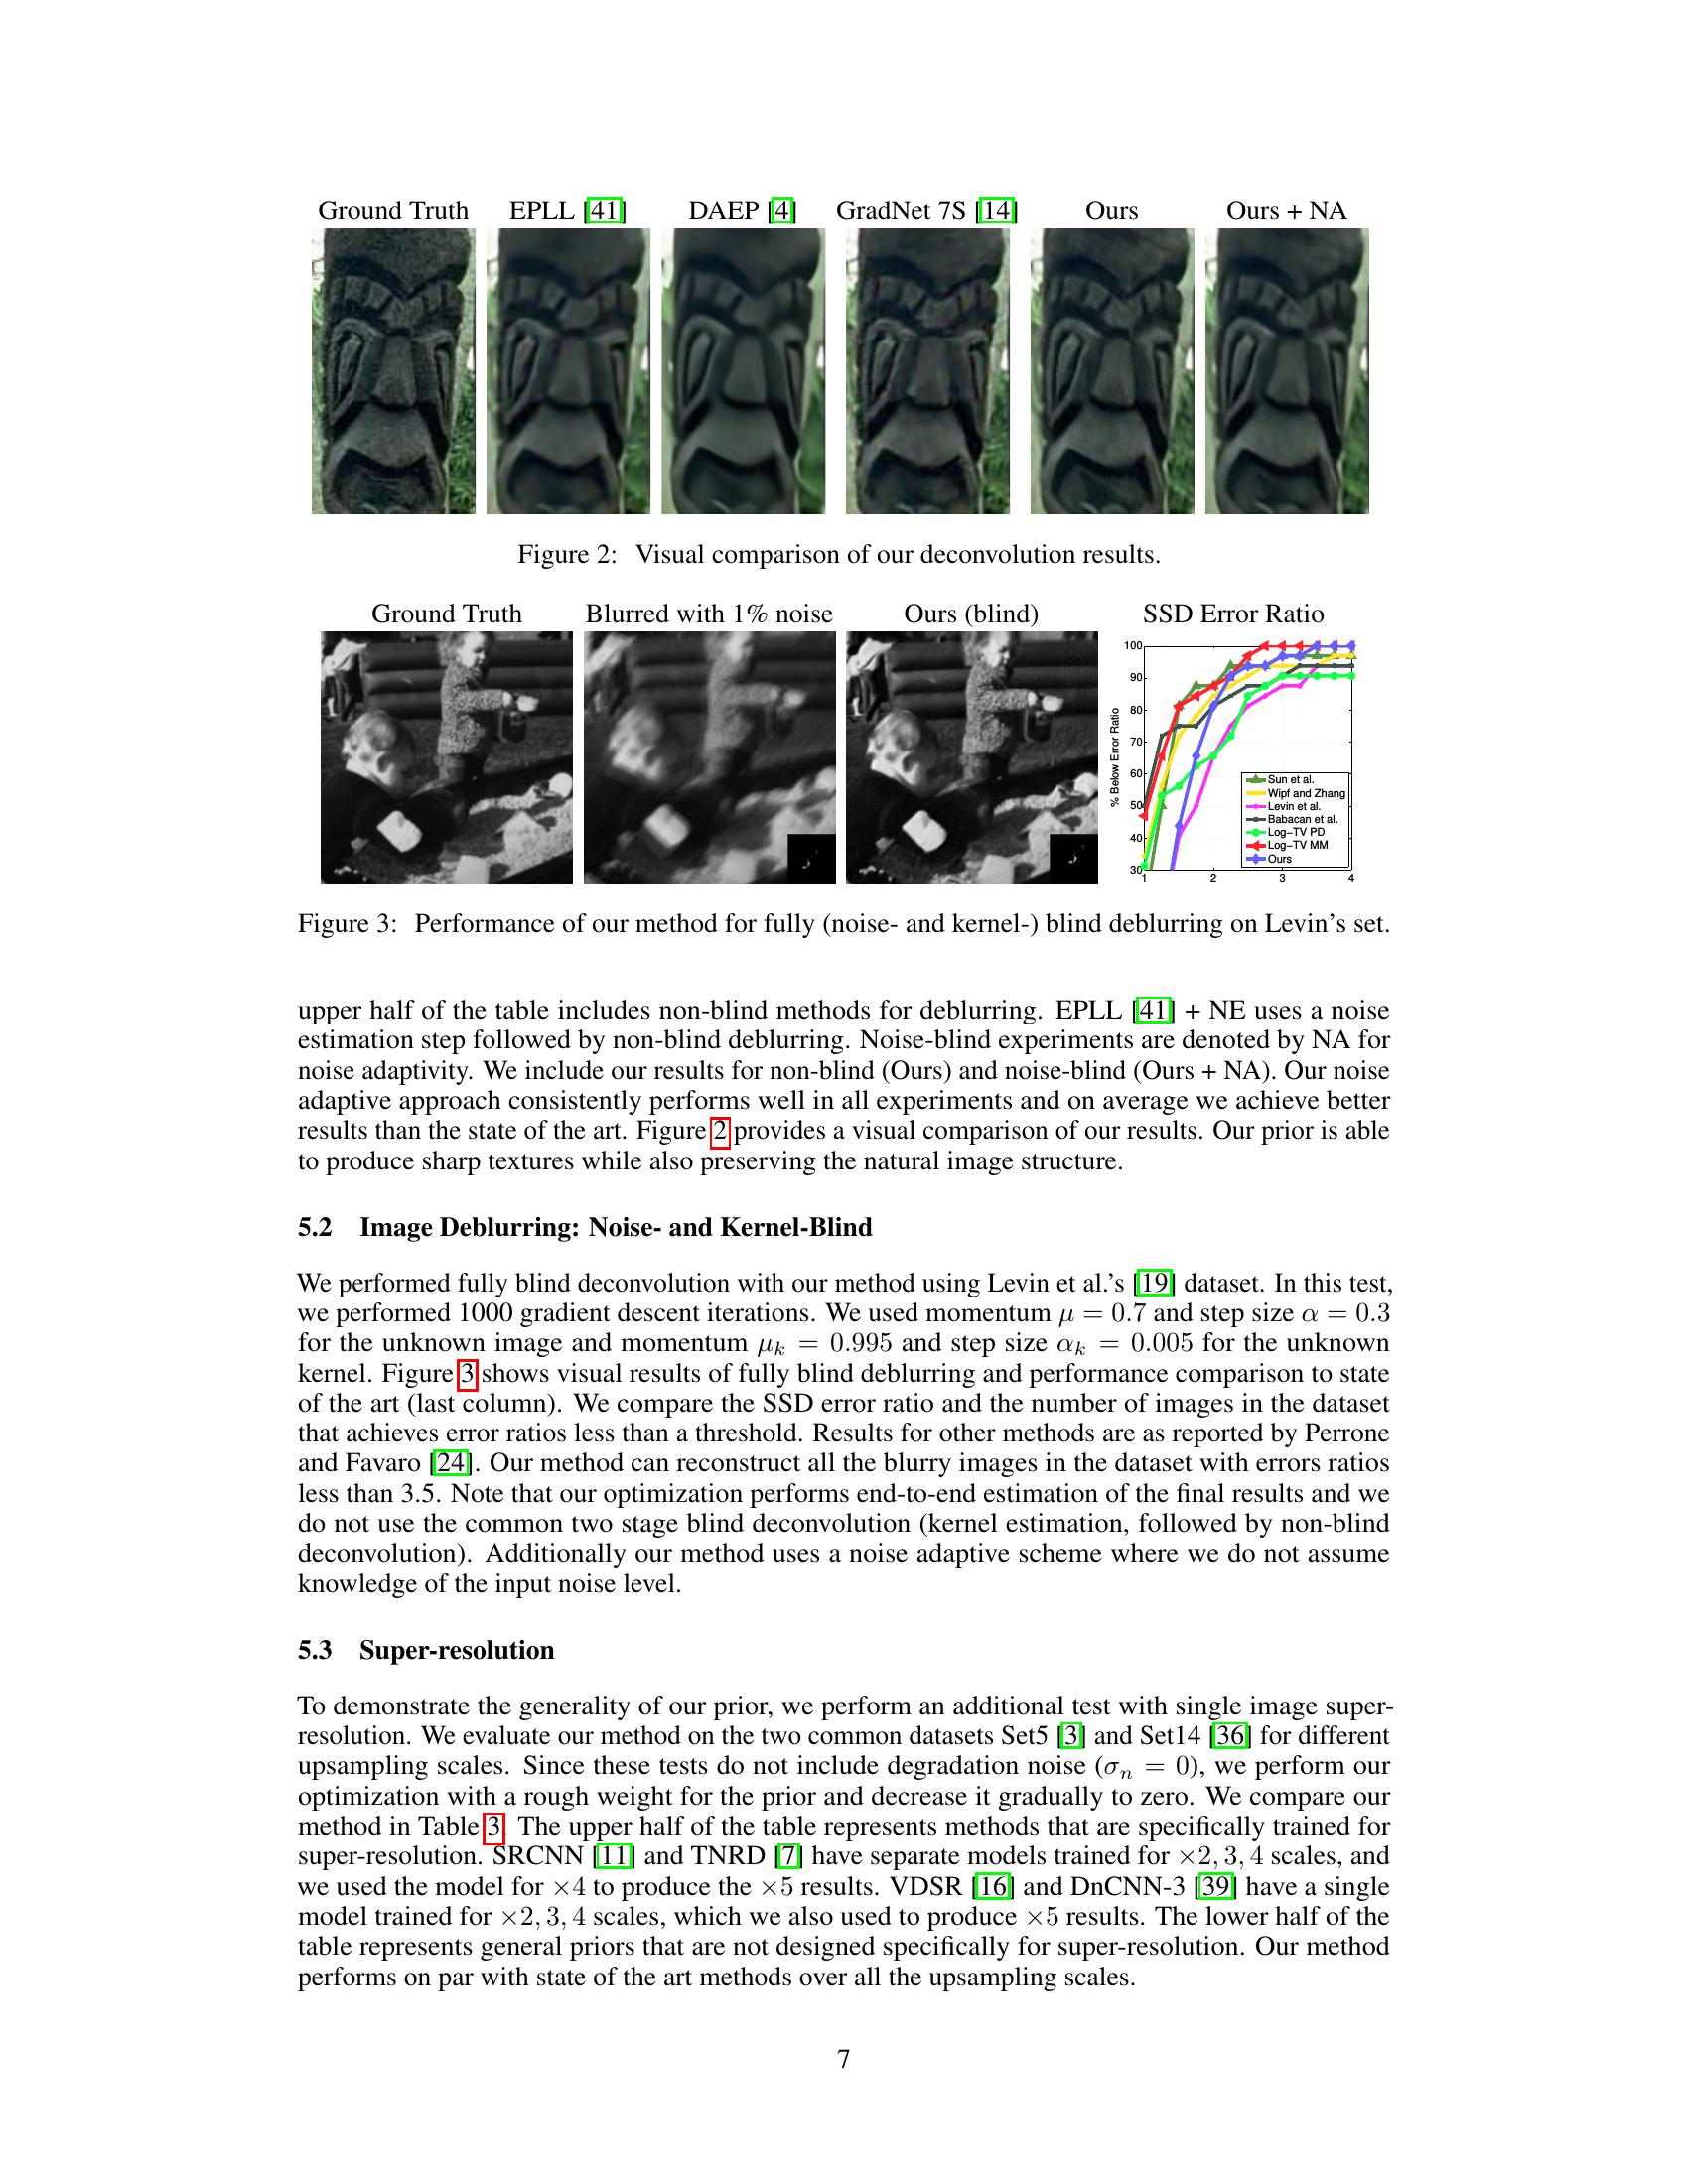 Ground Truth EPLL [41] DAEP [4] GradNet 7S [14] Ours Ours + NA
Figure 2: Visual comparison of our deconvolution results.
Ground Truth Blurred with 1% noise Ours (blind) SSD Error Ratio
% Below Error Ratio
100
90
80
70
60
50
40
30
1 2 3 4
Sun et al.
Wipf and Zhang
Levin et al.
Babacan et al.
Log−TV PD
Log−TV MM
Ours
Figure 3: Performance of our method for fully (noise- and kernel-) blind deblurring on Levin's set.
upper half of the table includes non-blind methods for deblurring. EPLL [41] + NE uses a noise
estimation step followed by non-blind deblurring. Noise-blind experiments are denoted by NA for
noise adaptivity. We include our results for non-blind (Ours) and noise-blind (Ours + NA). Our noise
adaptive approach consistently performs well in all experiments and on average we achieve better
results than the state of the art. Figure 2 provides a visual comparison of our results. Our prior is able
to produce sharp textures while also preserving the natural image structure.
5.2 Image Deblurring: Noise- and Kernel-Blind
We performed fully blind deconvolution with our method using Levin et al.'s [19] dataset. In this test,
we performed 1000 gradient descent iterations. We used momentum μ = 0.7 and step size α = 0.3
for the unknown image and momentum μₖ = 0.995 and step size αₖ = 0.005 for the unknown
kernel. Figure 3 shows visual results of fully blind deblurring and performance comparison to state
of the art (last column). We compare the SSD error ratio and the number of images in the dataset
that achieves error ratios less than a threshold. Results for other methods are as reported by Perrone
and Favaro [24]. Our method can reconstruct all the blurry images in the dataset with errors ratios
less than 3.5. Note that our optimization performs end-to-end estimation of the final results and we
do not use the common two stage blind deconvolution (kernel estimation, followed by non-blind
deconvolution). Additionally our method uses a noise adaptive scheme where we do not assume
knowledge of the input noise level.
5.3 Super-resolution
To demonstrate the generality of our prior, we perform an additional test with single image super-
resolution. We evaluate our method on the two common datasets Set5 [3] and Set14 [36] for different
upsampling scales. Since these tests do not include degradation noise (σₙ = 0), we perform our
optimization with a rough weight for the prior and decrease it gradually to zero. We compare our
method in Table 3. The upper half of the table represents methods that are specifically trained for
super-resolution. SRCNN [11] and TNRD [7] have separate models trained for ×2, 3, 4 scales, and
we used the model for ×4 to produce the ×5 results. VDSR [16] and DnCNN-3 [39] have a single
model trained for ×2, 3, 4 scales, which we also used to produce ×5 results. The lower half of the
table represents general priors that are not designed specifically for super-resolution. Our method
performs on par with state of the art methods over all the upsampling scales.
7